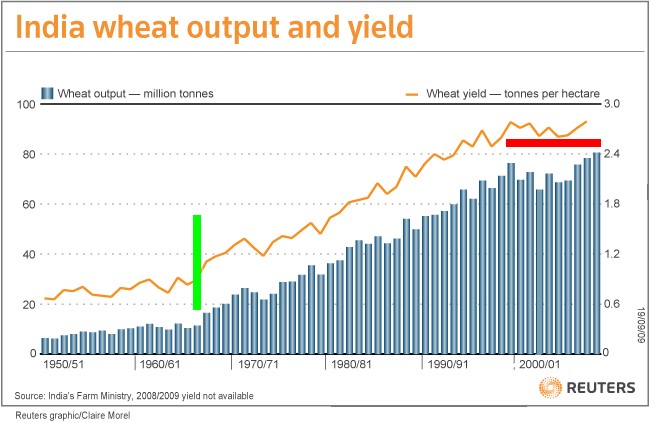 India wheat output and yield
Wheat output — million tonnes
Wheat yield — tonnes per hectare
100 3.0
80 2.4
60 1.8
40 1.2
20 0.6
0 0
1950/51 1960/61 1970/71 1980/81 1990/91 2000/01
19/09/09
Source: India's Farm Ministry, 2008/2009 yield not available
REUTERS
Reuters graphic/Claire Morel